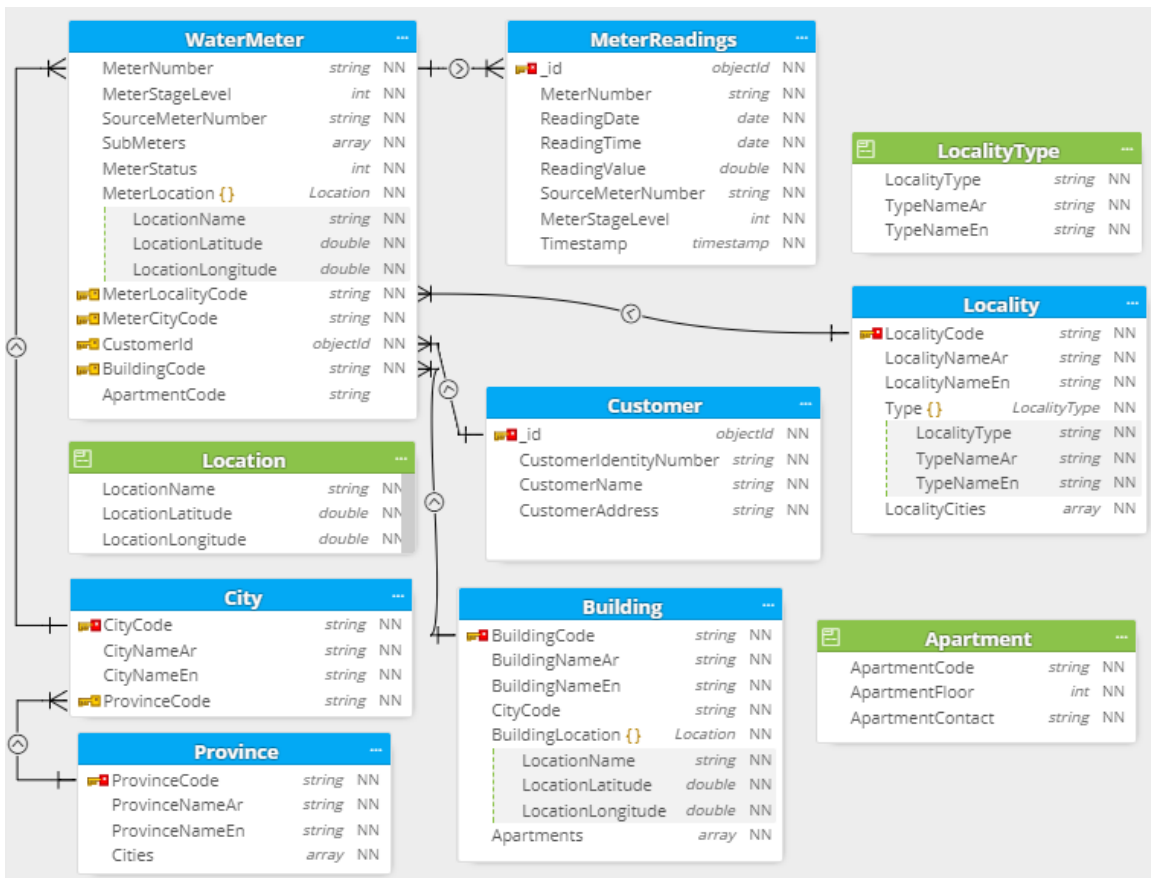 WaterMeter ...
MeterNumber string NN
MeterStageLevel int NN
SourceMeterNumber string NN
SubMeters array NN
MeterStatus int NN
MeterLocation {} Location NN
LocationName string NN
LocationLatitude double NN
LocationLongitude double NN
MeterLocalityCode string NN
MeterCityCode string NN
CustomerId objectId NN
BuildingCode string NN
ApartmentCode string
MeterReadings ...
_id objectId NN
MeterNumber string NN
ReadingDate date NN
ReadingTime date NN
ReadingValue double NN
SourceMeterNumber string NN
MeterStageLevel int NN
Timestamp timestamp NN
LocalityType ...
LocalityType string NN
TypeNameAr string NN
TypeNameEn string NN
Locality ...
LocalityCode string NN
LocalityNameAr string NN
LocalityNameEn string NN
Type {} LocalityType NN
LocalityType string NN
TypeNameAr string NN
TypeNameEn string NN
LocalityCities array NN
Customer ...
_id objectId NN
CustomerIdentityNumber string NN
CustomerName string NN
CustomerAddress string NN
Location ...
LocationName string NN
LocationLatitude double NN
LocationLongitude double NN
City ...
CityCode string NN
CityNameAr string NN
CityNameEn string NN
ProvinceCode string NN
Building ...
BuildingCode string NN
BuildingNameAr string NN
BuildingNameEn string NN
CityCode string NN
BuildingLocation {} Location NN
LocationName string NN
LocationLatitude double NN
LocationLongitude double NN
Apartments array NN
Apartment ...
ApartmentCode string NN
ApartmentFloor int NN
ApartmentContact string NN
Province ...
ProvinceCode string NN
ProvinceNameAr string NN
ProvinceNameEn string NN
Cities array NN